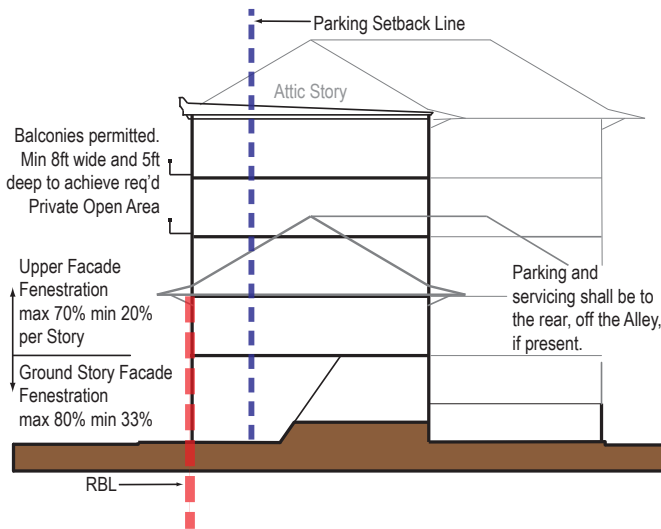 Parking Setback Line
Attic Story
Balconies permitted.
Min 8ft wide and 5ft
deep to achieve req'd
Private Open Area
Upper Facade
Fenestration
max 70% min 20%
per Story
Parking and
servicing shall be to
the rear, off the Alley,
if present.
Ground Story Facade
Fenestration
max 80% min 33%
RBL